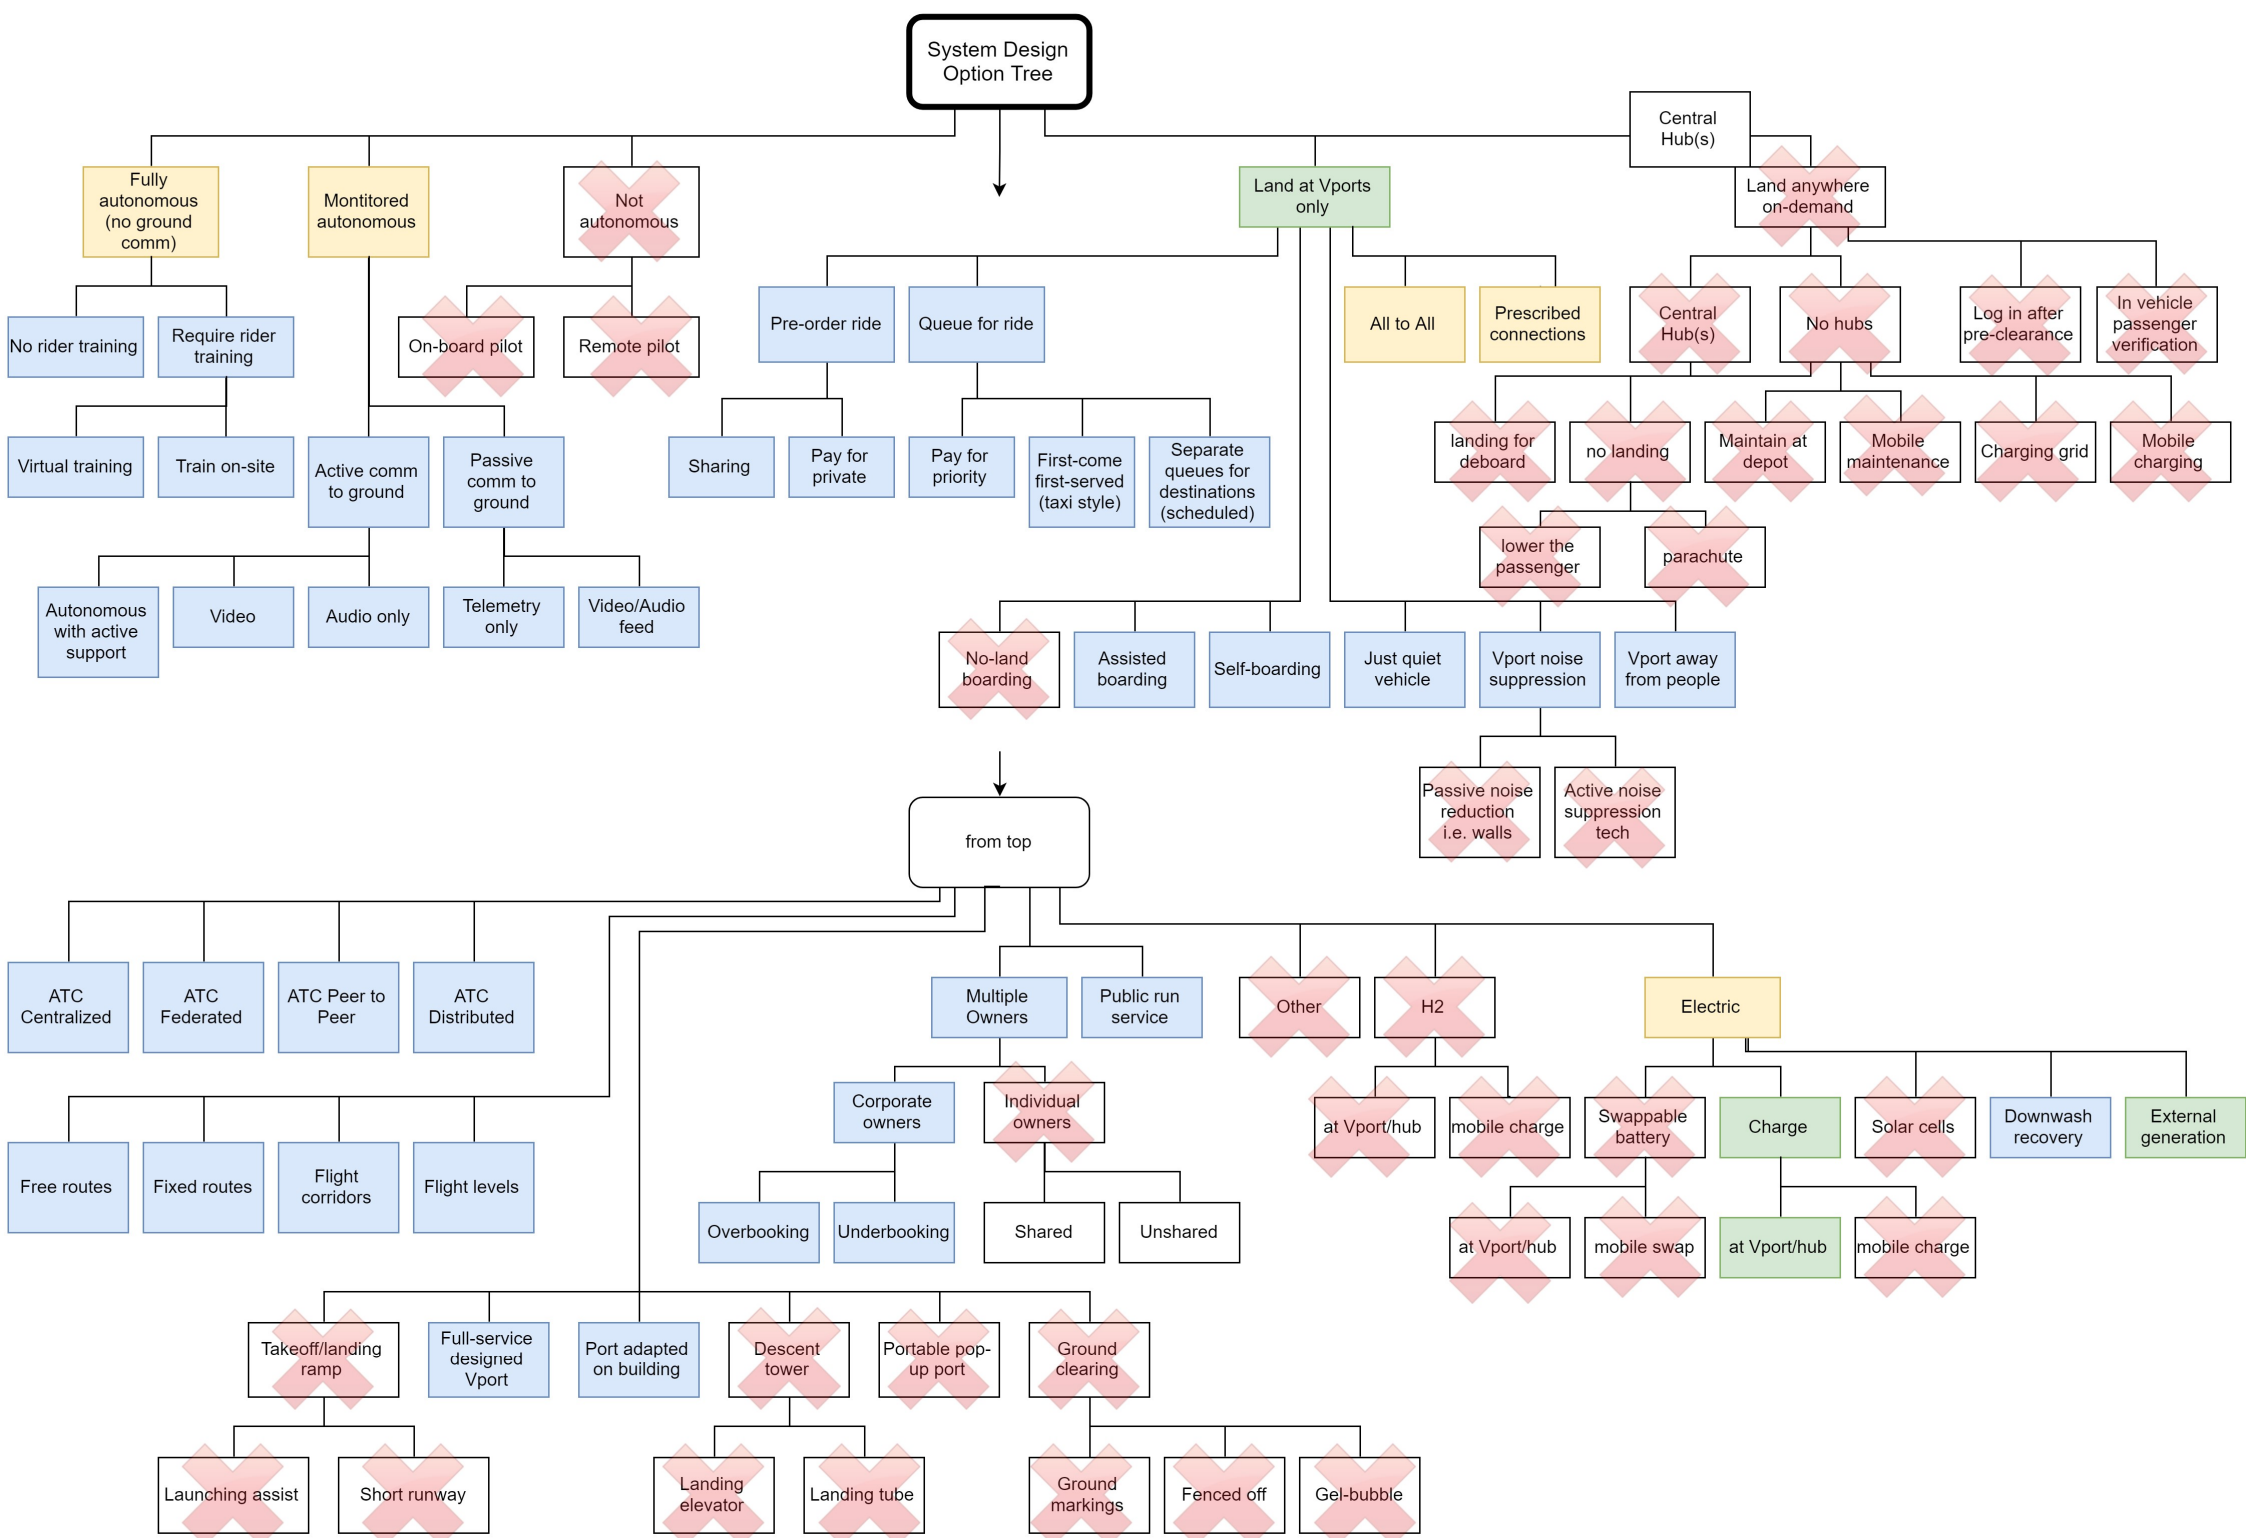 System Design
Option Tree
Central
Hub(s)
Fully
autonomous
(no ground
comm)
Montitored
autonomous
Not
autonomous
Land at Vports
only
Land anywhere
on-demand
No rider training
Require rider
training
On-board pilot
Remote pilot
Pre-order ride
Queue for ride
All to All
Prescribed
connections
Central
Hub(s)
No hubs
Log in after
pre-clearance
In vehicle
passenger
verification
Virtual training
Train on-site
Active comm
to ground
Passive
comm to
ground
Sharing
Pay for
private
Pay for
priority
First-come
first-served
(taxi style)
Separate
queues for
destinations
(scheduled)
landing for
deboard
no landing
Maintain at
depot
Mobile
maintenance
Charging grid
Mobile
charging
lower the
passenger
parachute
Autonomous
with active
support
Video
Audio only
Telemetry
only
Video/Audio
feed
No-land
boarding
Assisted
boarding
Self-boarding
Just quiet
vehicle
Vport noise
suppression
Vport away
from people
Passive noise
reduction
i.e. walls
Active noise
suppression
tech
from top
ATC
Centralized
ATC
Federated
ATC Peer to
Peer
ATC
Distributed
Multiple
Owners
Public run
service
Other
H2
Electric
Corporate
owners
Individual
owners
at Vport/hub
mobile charge
Swappable
battery
Charge
Solar cells
Downwash
recovery
External
generation
Free routes
Fixed routes
Flight
corridors
Flight levels
Overbooking
Underbooking
Shared
Unshared
at Vport/hub
mobile swap
at Vport/hub
mobile charge
Takeoff/landing
ramp
Full-service
designed
Vport
Port adapted
on building
Descent
tower
Portable pop-
up port
Ground
clearing
Launching assist
Short runway
Landing
elevator
Landing tube
Ground
markings
Fenced off
Gel-bubble